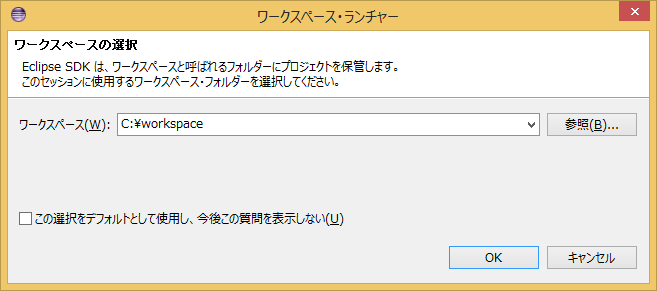 ワークスペース・ランチャー
ワークスペースの選択
Eclipse SDK は、ワークスペースと呼ばれるフォルダーにプロジェクトを保管します。
このセッションに使用するワークスペース・フォルダーを選択してください。
ワークスペース(W): C:¥workspace 参照(B)...
この選択をデフォルトとして使用し、今後この質問を表示しない(U)
OK キャンセル